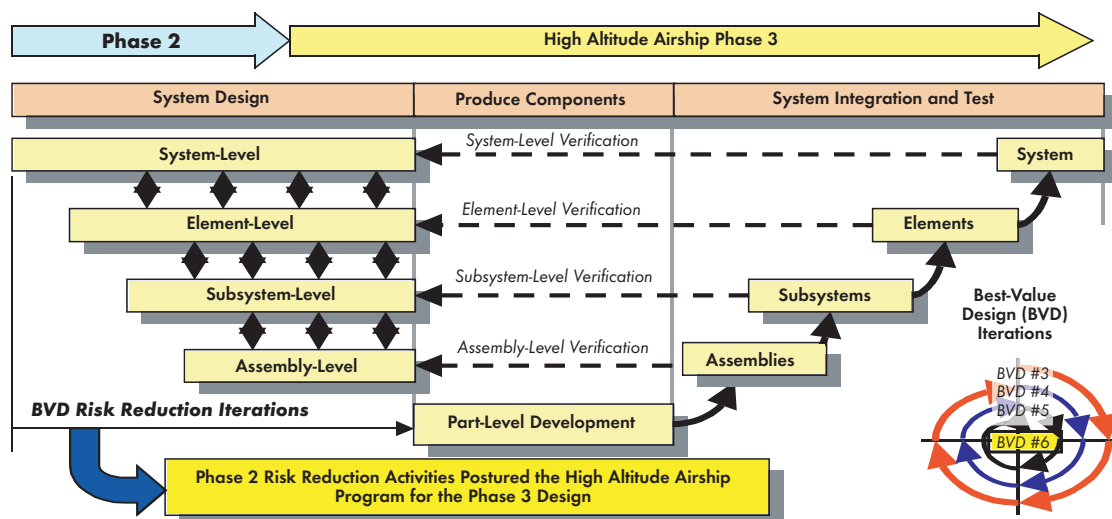 Phase 2
High Altitude Airship Phase 3
System Design
Produce Components
System Integration and Test
System-Level
System-Level Verification
System
Element-Level
Element-Level Verification
Elements
Subsystem-Level
Subsystem-Level Verification
Subsystems
Best-Value
Design (BVD)
Iterations
Assembly-Level
Assembly-Level Verification
Assemblies
BVD #3
BVD #4
BVD #5
BVD #6
BVD Risk Reduction Iterations
Part-Level Development
Phase 2 Risk Reduction Activities Postured the High Altitude Airship
Program for the Phase 3 Design